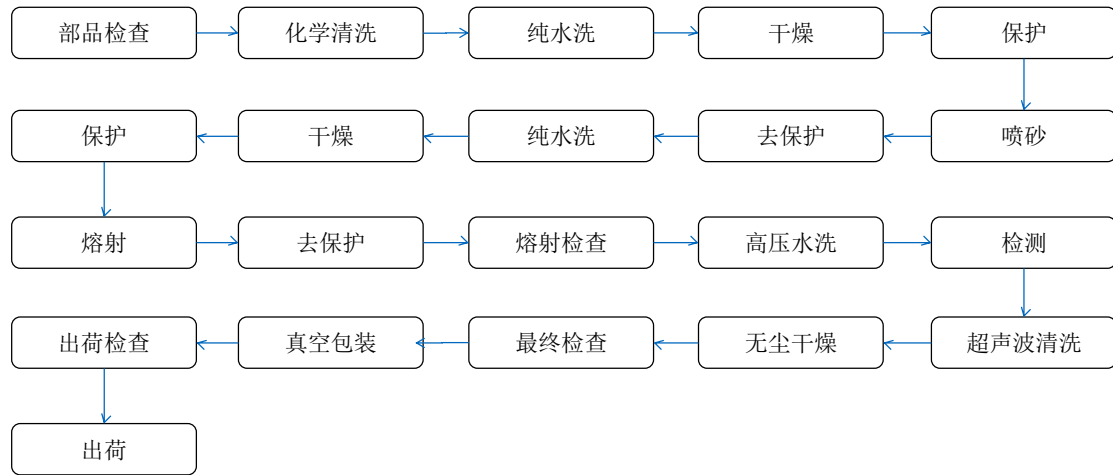 部品检查 化学清洗 纯水洗 干燥 保护
保护 干燥 纯水洗 去保护 喷砂
熔射 去保护 熔射检查 高压水洗 检测
出荷检查 真空包装 最终检查 无尘干燥 超声波清洗
出荷